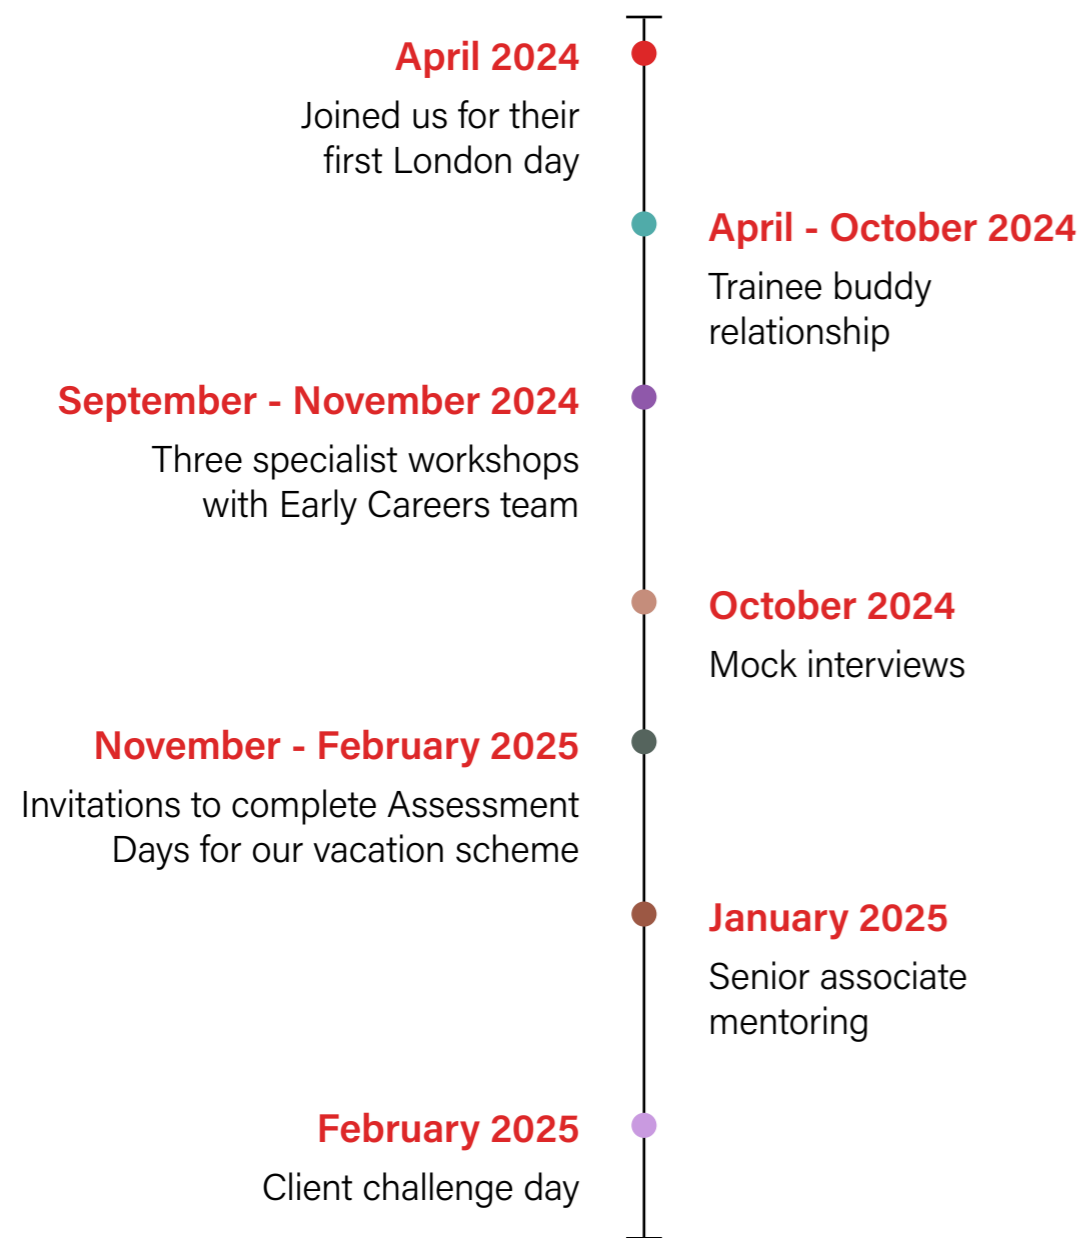 April 2024
Joined us for their
first London day
April - October 2024
Trainee buddy
relationship
September - November 2024
Three specialist workshops
with Early Careers team
October 2024
Mock interviews
November - February 2025
Invitations to complete Assessment
Days for our vacation scheme
January 2025
Senior associate
mentoring
February 2025
Client challenge day